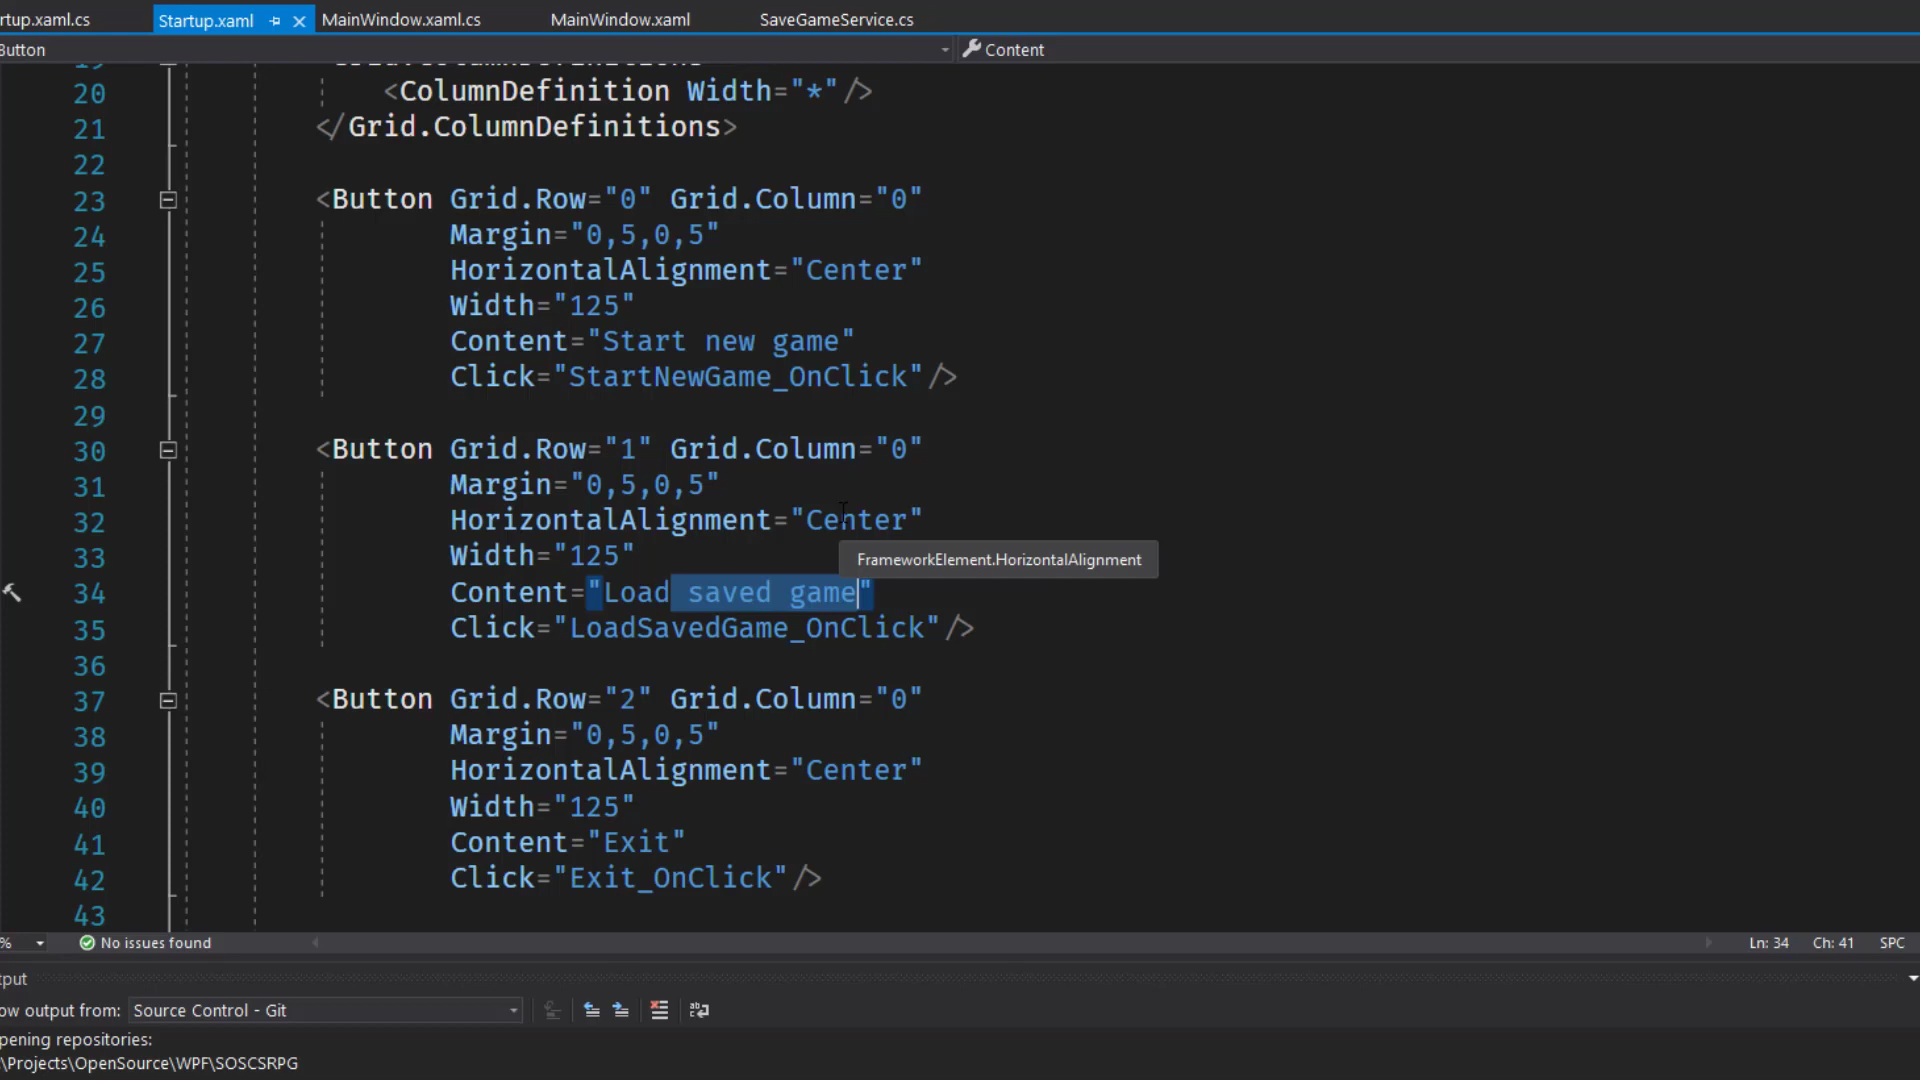 rtup.xaml.cs Startup.xaml MainWindow.xaml.cs MainWindow.xaml SaveGameService.cs
Button Content
20 <ColumnDefinition Width="*"/>
21 </Grid.ColumnDefinitions>
22
23 <Button Grid.Row="0" Grid.Column="0"
24 Margin="0,5,0,5"
25 HorizontalAlignment="Center"
26 Width="125"
27 Content="Start new game"
28 Click="StartNewGame_OnClick"/>
29
30 <Button Grid.Row="1" Grid.Column="0"
31 Margin="0,5,0,5"
32 HorizontalAlignment="Center"
33 Width="125"
FrameworkElement.HorizontalAlignment
34 Content="Load saved game"
35 Click="LoadSavedGame_OnClick"/>
36
37 <Button Grid.Row="2" Grid.Column="0"
38 Margin="0,5,0,5"
39 HorizontalAlignment="Center"
40 Width="125"
41 Content="Exit"
42 Click="Exit_OnClick"/>
43
% No issues found Ln: 34 Ch: 41 SPC
tput
ow output from: Source Control - Git
pening repositories:
:\Projects\OpenSource\WPF\SOSCSRPG